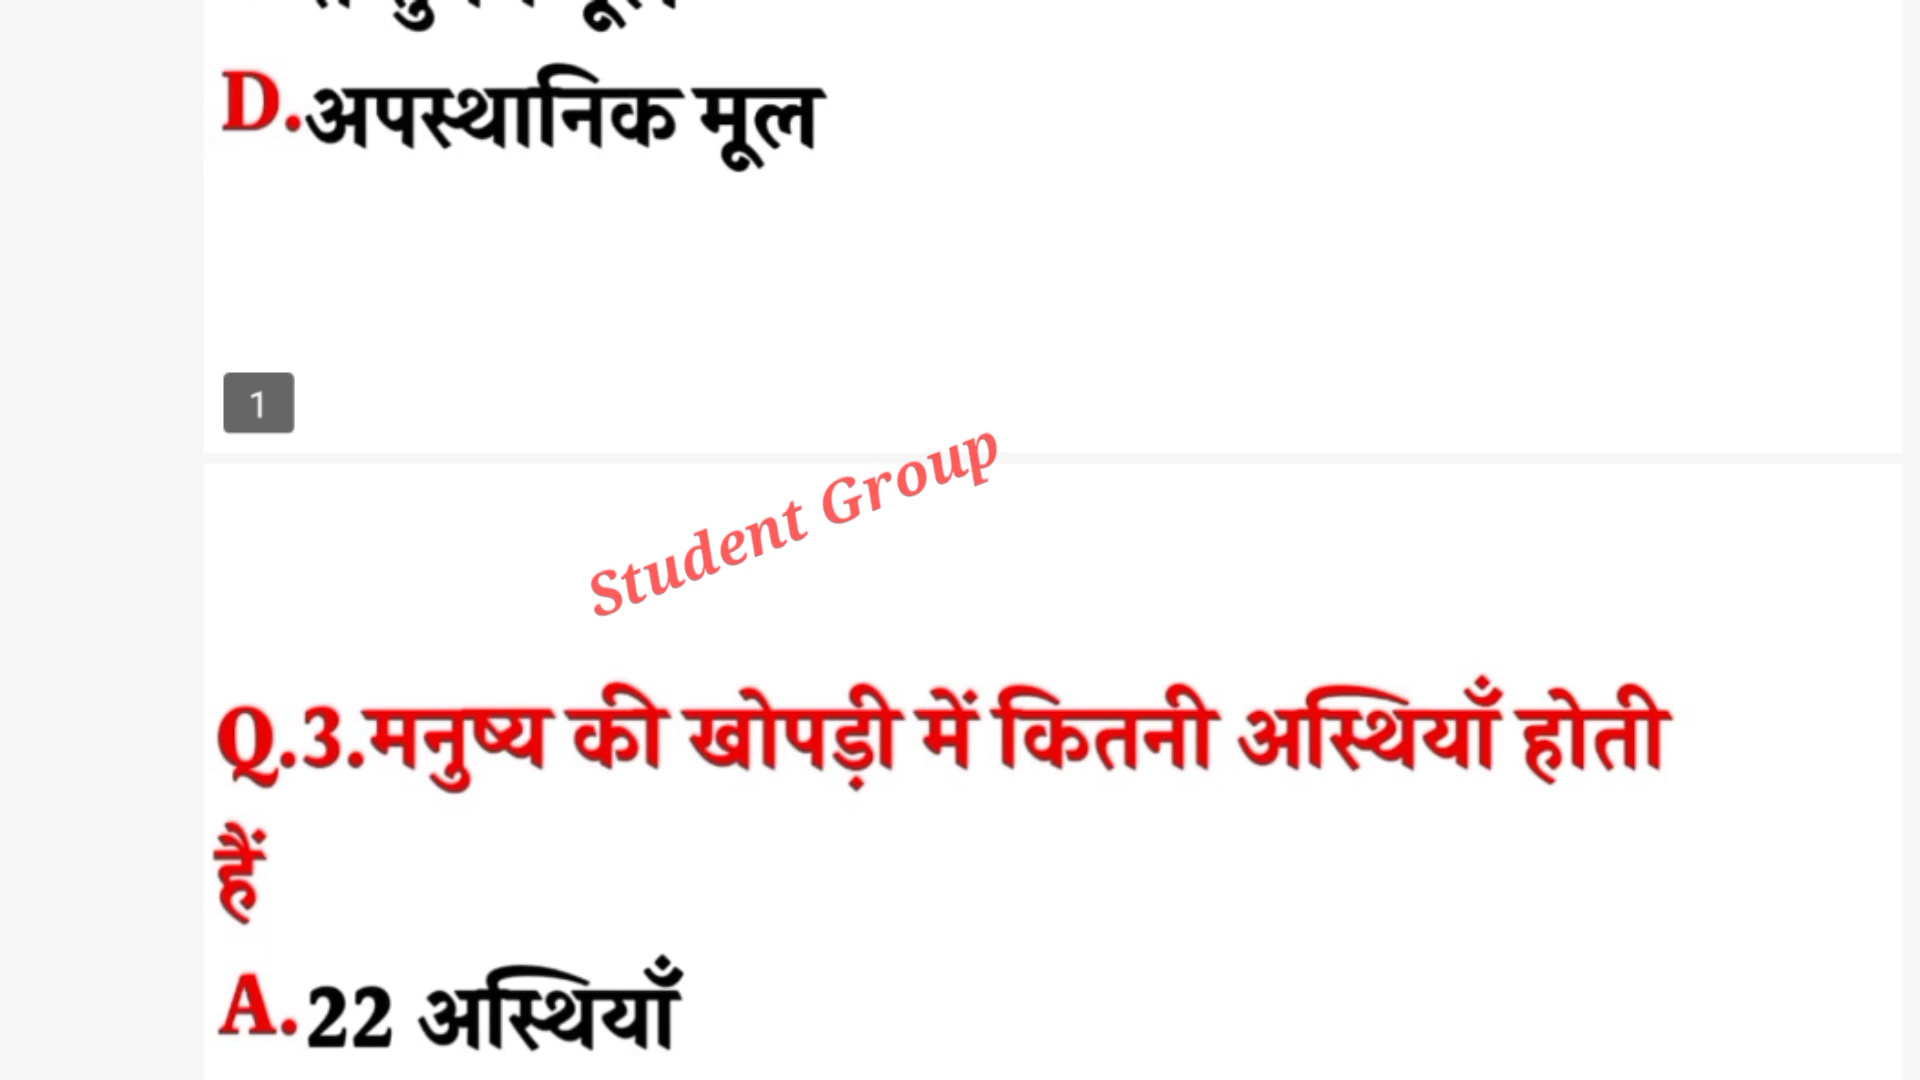 D.अपस्थानिक मूल
1
Student Group
Q.3.मनुष्य की खोपड़ी में कितनी अस्थियाँ होती
हैं
A.22 अस्थियाँ